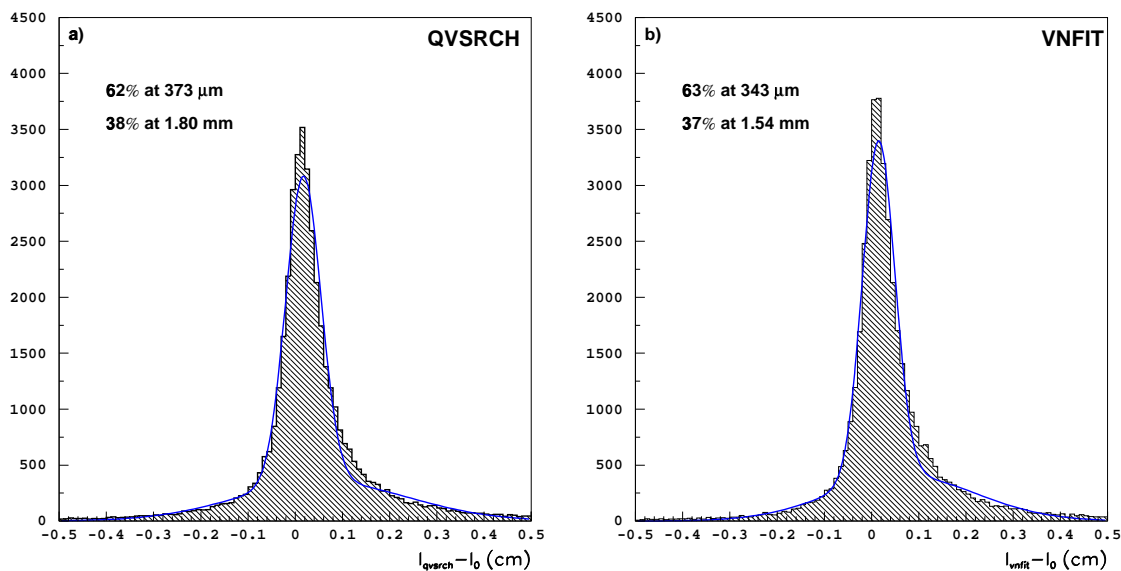 a) QVSRCH
62% at 373 μm
38% at 1.80 mm
4500
4000
3500
3000
2500
2000
1500
1000
500
0
-0.5 -0.4 -0.3 -0.2 -0.1 0 0.1 0.2 0.3 0.4 0.5
l_qvsrch−l_0 (cm)
b) VNFIT
63% at 343 μm
37% at 1.54 mm
4500
4000
3500
3000
2500
2000
1500
1000
500
0
-0.5 -0.4 -0.3 -0.2 -0.1 0 0.1 0.2 0.3 0.4 0.5
l_vnfit−l_0 (cm)